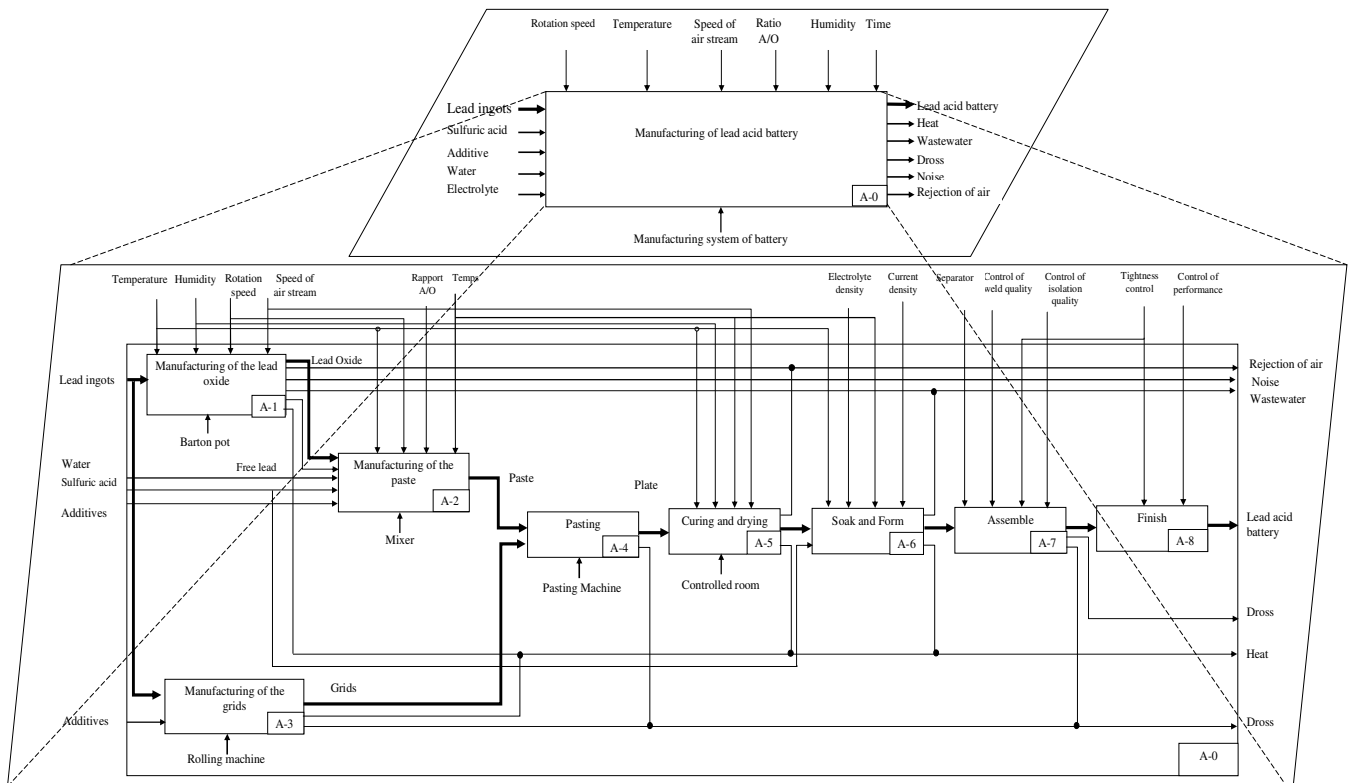 Rotation speed
Temperature
Speed of
air stream
Ratio
A/O
Humidity
Time
Lead ingots
Sulfuric acid
Additive
Water
Electrolyte
Manufacturing of lead acid battery
A-0
Lead acid battery
Heat
Wastewater
Dross
Noise
Rejection of air
Manufacturing system of battery
Temperature
Humidity
Rotation
speed
Speed of
air stream
Rapport
A/O
Temps
Electrolyte
density
Current
density
Separator
Control of
weld quality
Control of
isolation
quality
Tightness
control
Control of
performance
Lead ingots
Manufacturing of the lead
oxide
A-1
Barton pot
Lead Oxide
Rejection of air
Noise
Wastewater
Water
Sulfuric acid
Additives
Free lead
Manufacturing of the
paste
A-2
Mixer
Paste
Pasting
A-4
Pasting Machine
Plate
Curing and drying
A-5
Controlled room
Soak and Form
A-6
Assemble
A-7
Finish
A-8
Lead acid
battery
Dross
Heat
Additives
Manufacturing of the
grids
A-3
Rolling machine
Grids
Dross
A-0